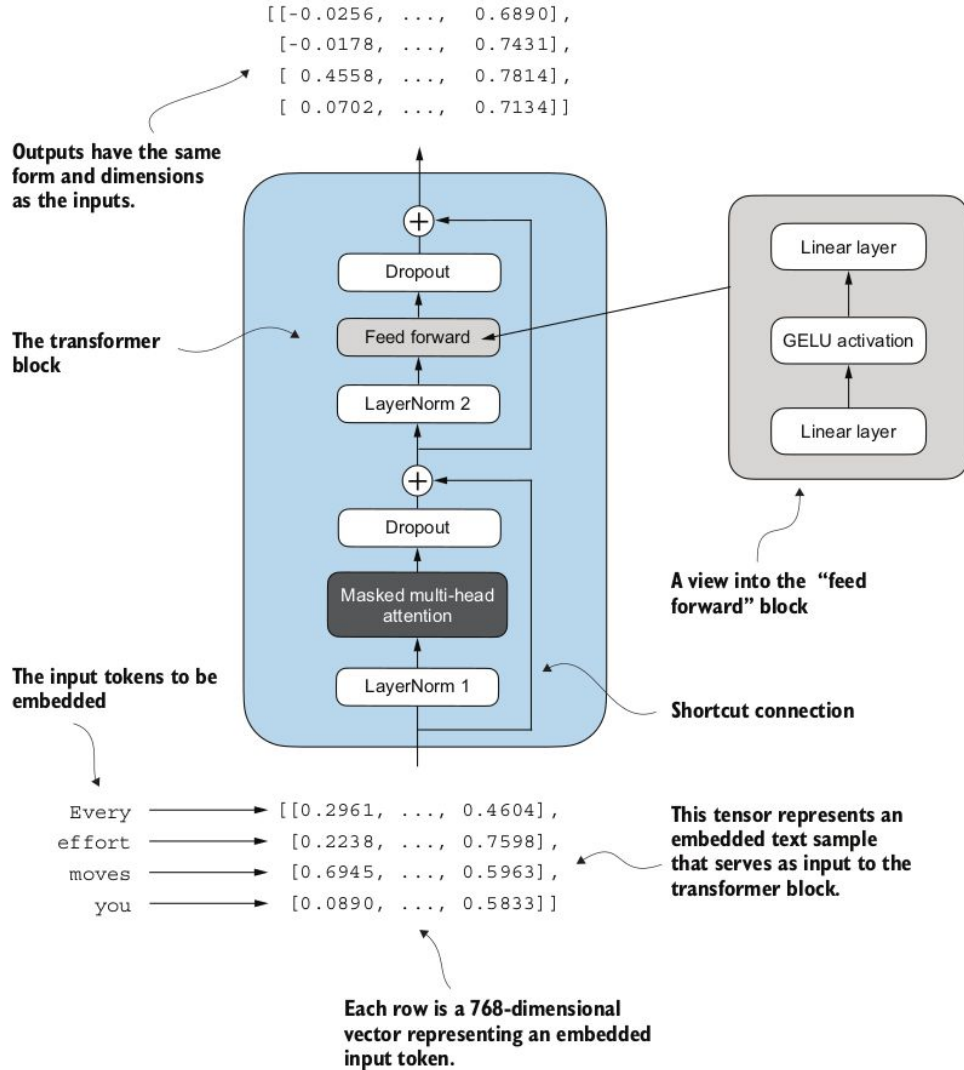 [[-0.0256, ..., 0.6890],
[-0.0178, ..., 0.7431],
[ 0.4558, ..., 0.7814],
[ 0.0702, ..., 0.7134]]
Outputs have the same
form and dimensions
as the inputs.
+
Dropout
Feed forward
LayerNorm 2
+
Dropout
Masked multi-head
attention
LayerNorm 1
The transformer
block
Linear layer
GELU activation
Linear layer
A view into the “feed
forward” block
Shortcut connection
The input tokens to be
embedded
Every [[0.2961, ..., 0.4604],
effort [0.2238, ..., 0.7598],
moves [0.6945, ..., 0.5963],
you [0.0890, ..., 0.5833]]
This tensor represents an
embedded text sample
that serves as input to the
transformer block.
Each row is a 768-dimensional
vector representing an embedded
input token.